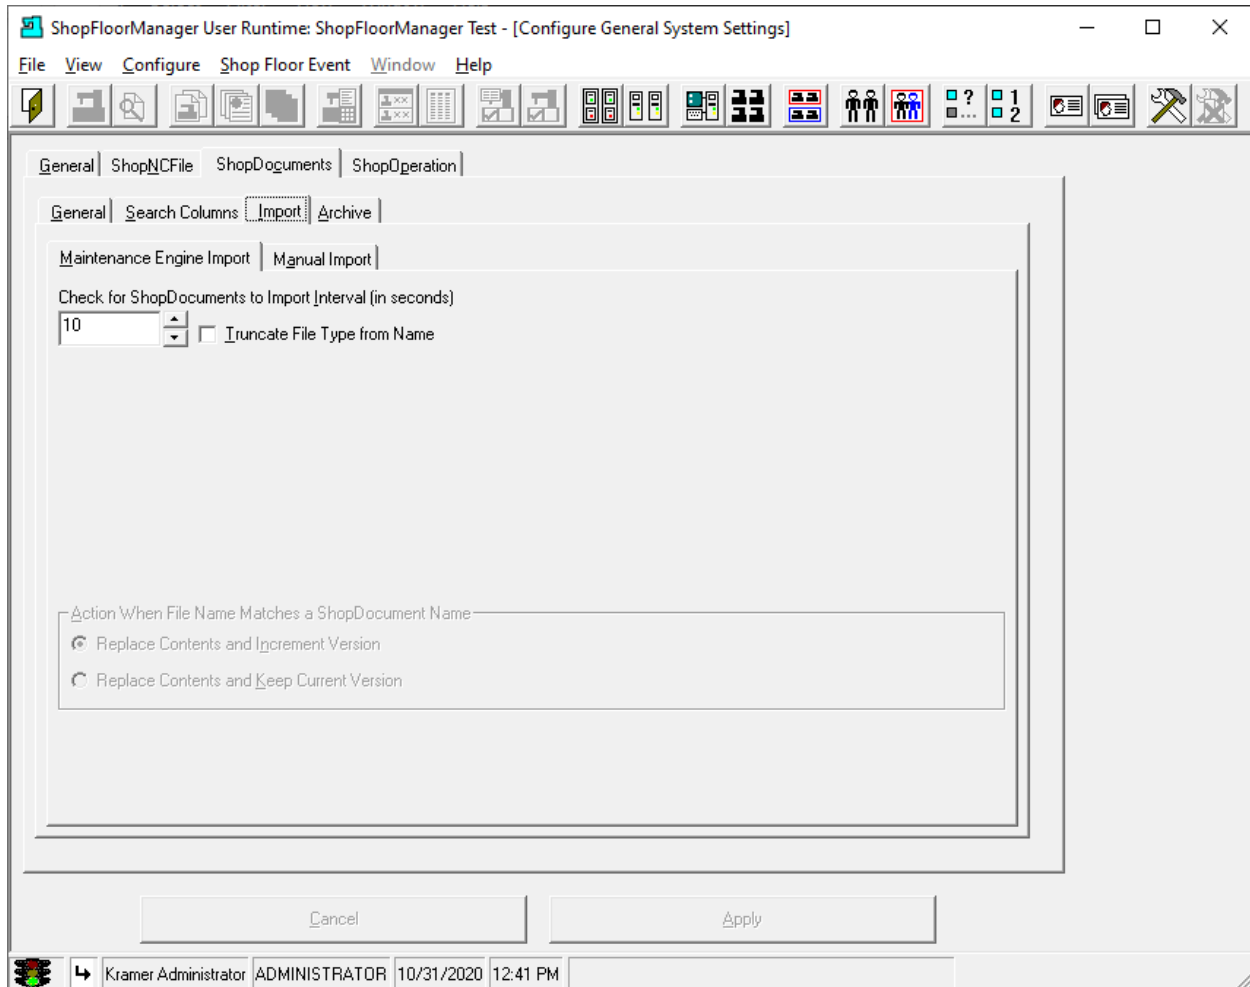 ShopFloorManager User Runtime: ShopFloorManager Test - [Configure General System Settings]
File View Configure Shop Floor Event Window Help
General ShopNCFile ShopDocuments ShopOperation
General Search Columns Import Archive
Maintenance Engine Import Manual Import
Check for ShopDocuments to Import Interval (in seconds)
10 Truncate File Type from Name
Action When File Name Matches a ShopDocument Name
Replace Contents and Increment Version
Replace Contents and Keep Current Version
Cancel Apply
Kramer Administrator ADMINISTRATOR 10/31/2020 12:41 PM